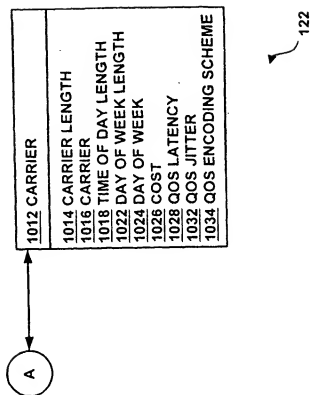 A
1012 CARRIER
1014 CARRIER LENGTH
1016 CARRIER
1018 TIME OF DAY LENGTH
1022 DAY OF WEEK LENGTH
1024 DAY OF WEEK
1026 COST
1028 QOS LATENCY
1032 QOS JITTER
1034 QOS ENCODING SCHEME
122